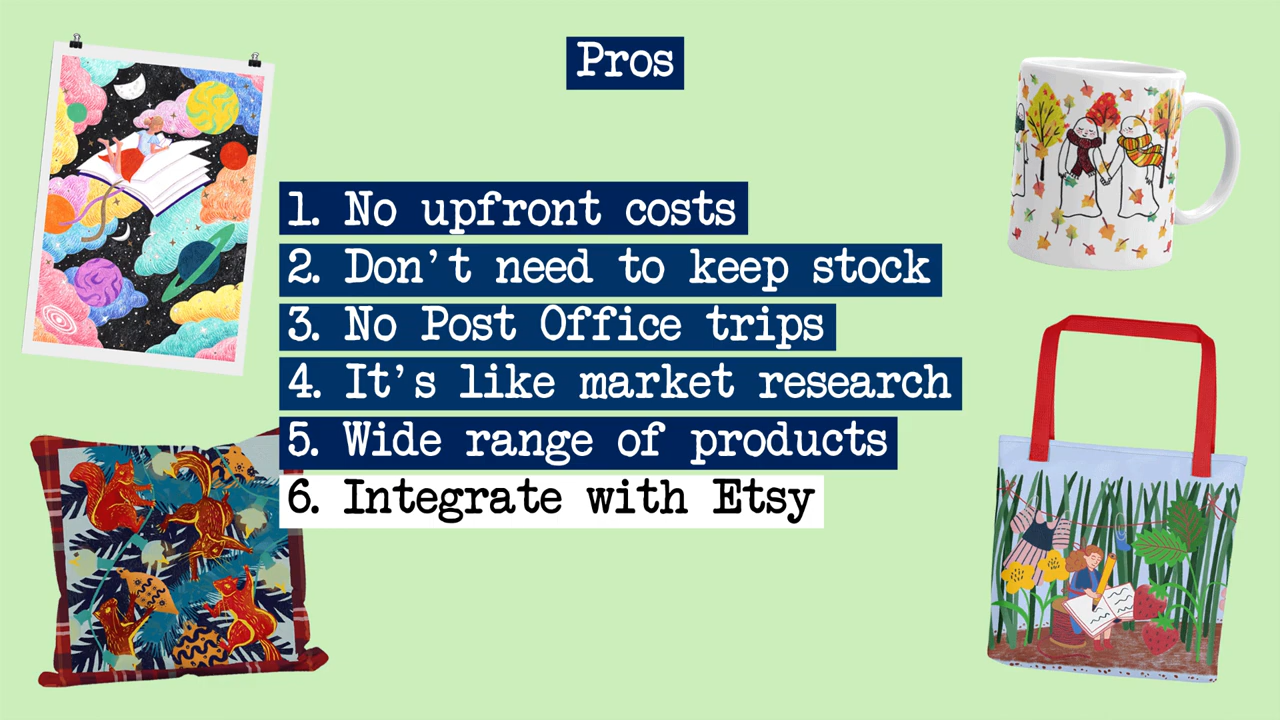 Pros
1. No upfront costs
2. Don't need to keep stock
3. No Post Office trips
4. It's like market research
5. Wide range of products
6. Integrate with Etsy